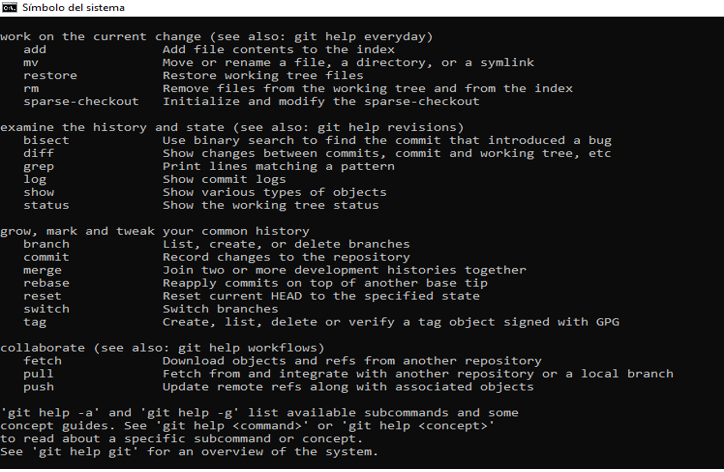 Símbolo del sistema
work on the current change (see also: git help everyday)
add Add file contents to the index
mv Move or rename a file, a directory, or a symlink
restore Restore working tree files
rm Remove files from the working tree and from the index
sparse-checkout Initialize and modify the sparse-checkout
examine the history and state (see also: git help revisions)
bisect Use binary search to find the commit that introduced a bug
diff Show changes between commits, commit and working tree, etc
grep Print lines matching a pattern
log Show commit logs
show Show various types of objects
status Show the working tree status
grow, mark and tweak your common history
branch List, create, or delete branches
commit Record changes to the repository
merge Join two or more development histories together
rebase Reapply commits on top of another base tip
reset Reset current HEAD to the specified state
switch Switch branches
tag Create, list, delete or verify a tag object signed with GPG
collaborate (see also: git help workflows)
fetch Download objects and refs from another repository
pull Fetch from and integrate with another repository or a local branch
push Update remote refs along with associated objects
'git help -a' and 'git help -g' list available subcommands and some
concept guides. See 'git help <command>' or 'git help <concept>'
to read about a specific subcommand or concept.
See 'git help git' for an overview of the system.